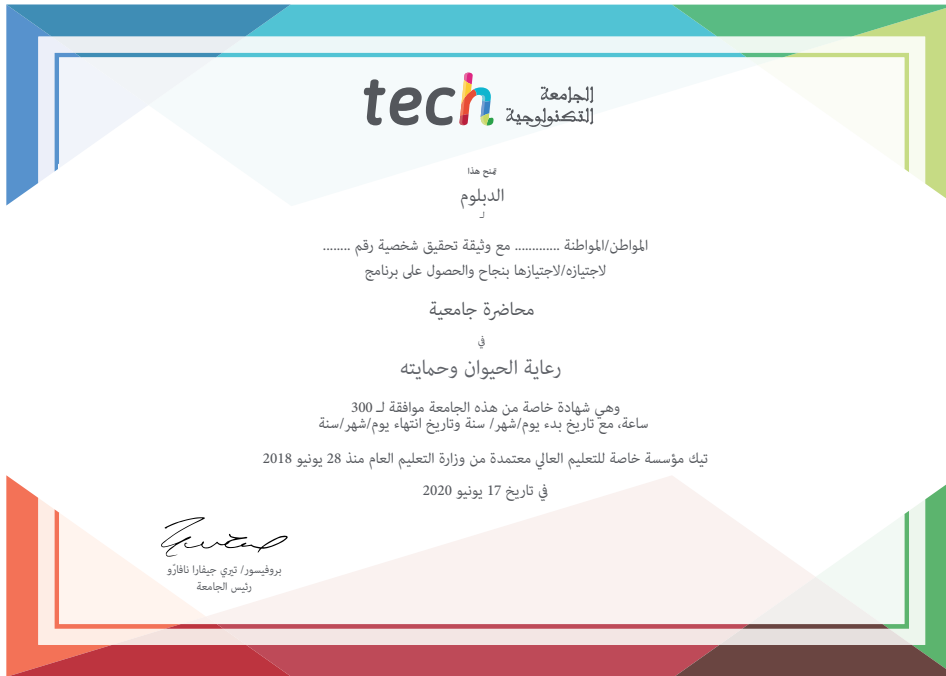 tech الجامعة
التكنولوجية
يمنح هذا
الدبلوم
لـ
المواطن/المواطنة ............ مع وثيقة تحقيق شخصية رقم ........
لاجتيازه/لاجتيازها بنجاح والحصول على برنامج
محاضرة جامعية
في
رعاية الحيوان وحمايته
وهي شهادة خاصة من هذه الجامعة موافقة لـ 300
ساعة، مع تاريخ بدء يوم/شهر/ سنة وتاريخ انتهاء يوم/شهر/سنة
تيك مؤسسة خاصة للتعليم العالي معتمدة من وزارة التعليم العام منذ 28 يونيو 2018
في تاريخ 17 يونيو 2020
بروفيسور/ تيري جيفارا نافارّو
رئيس الجامعة